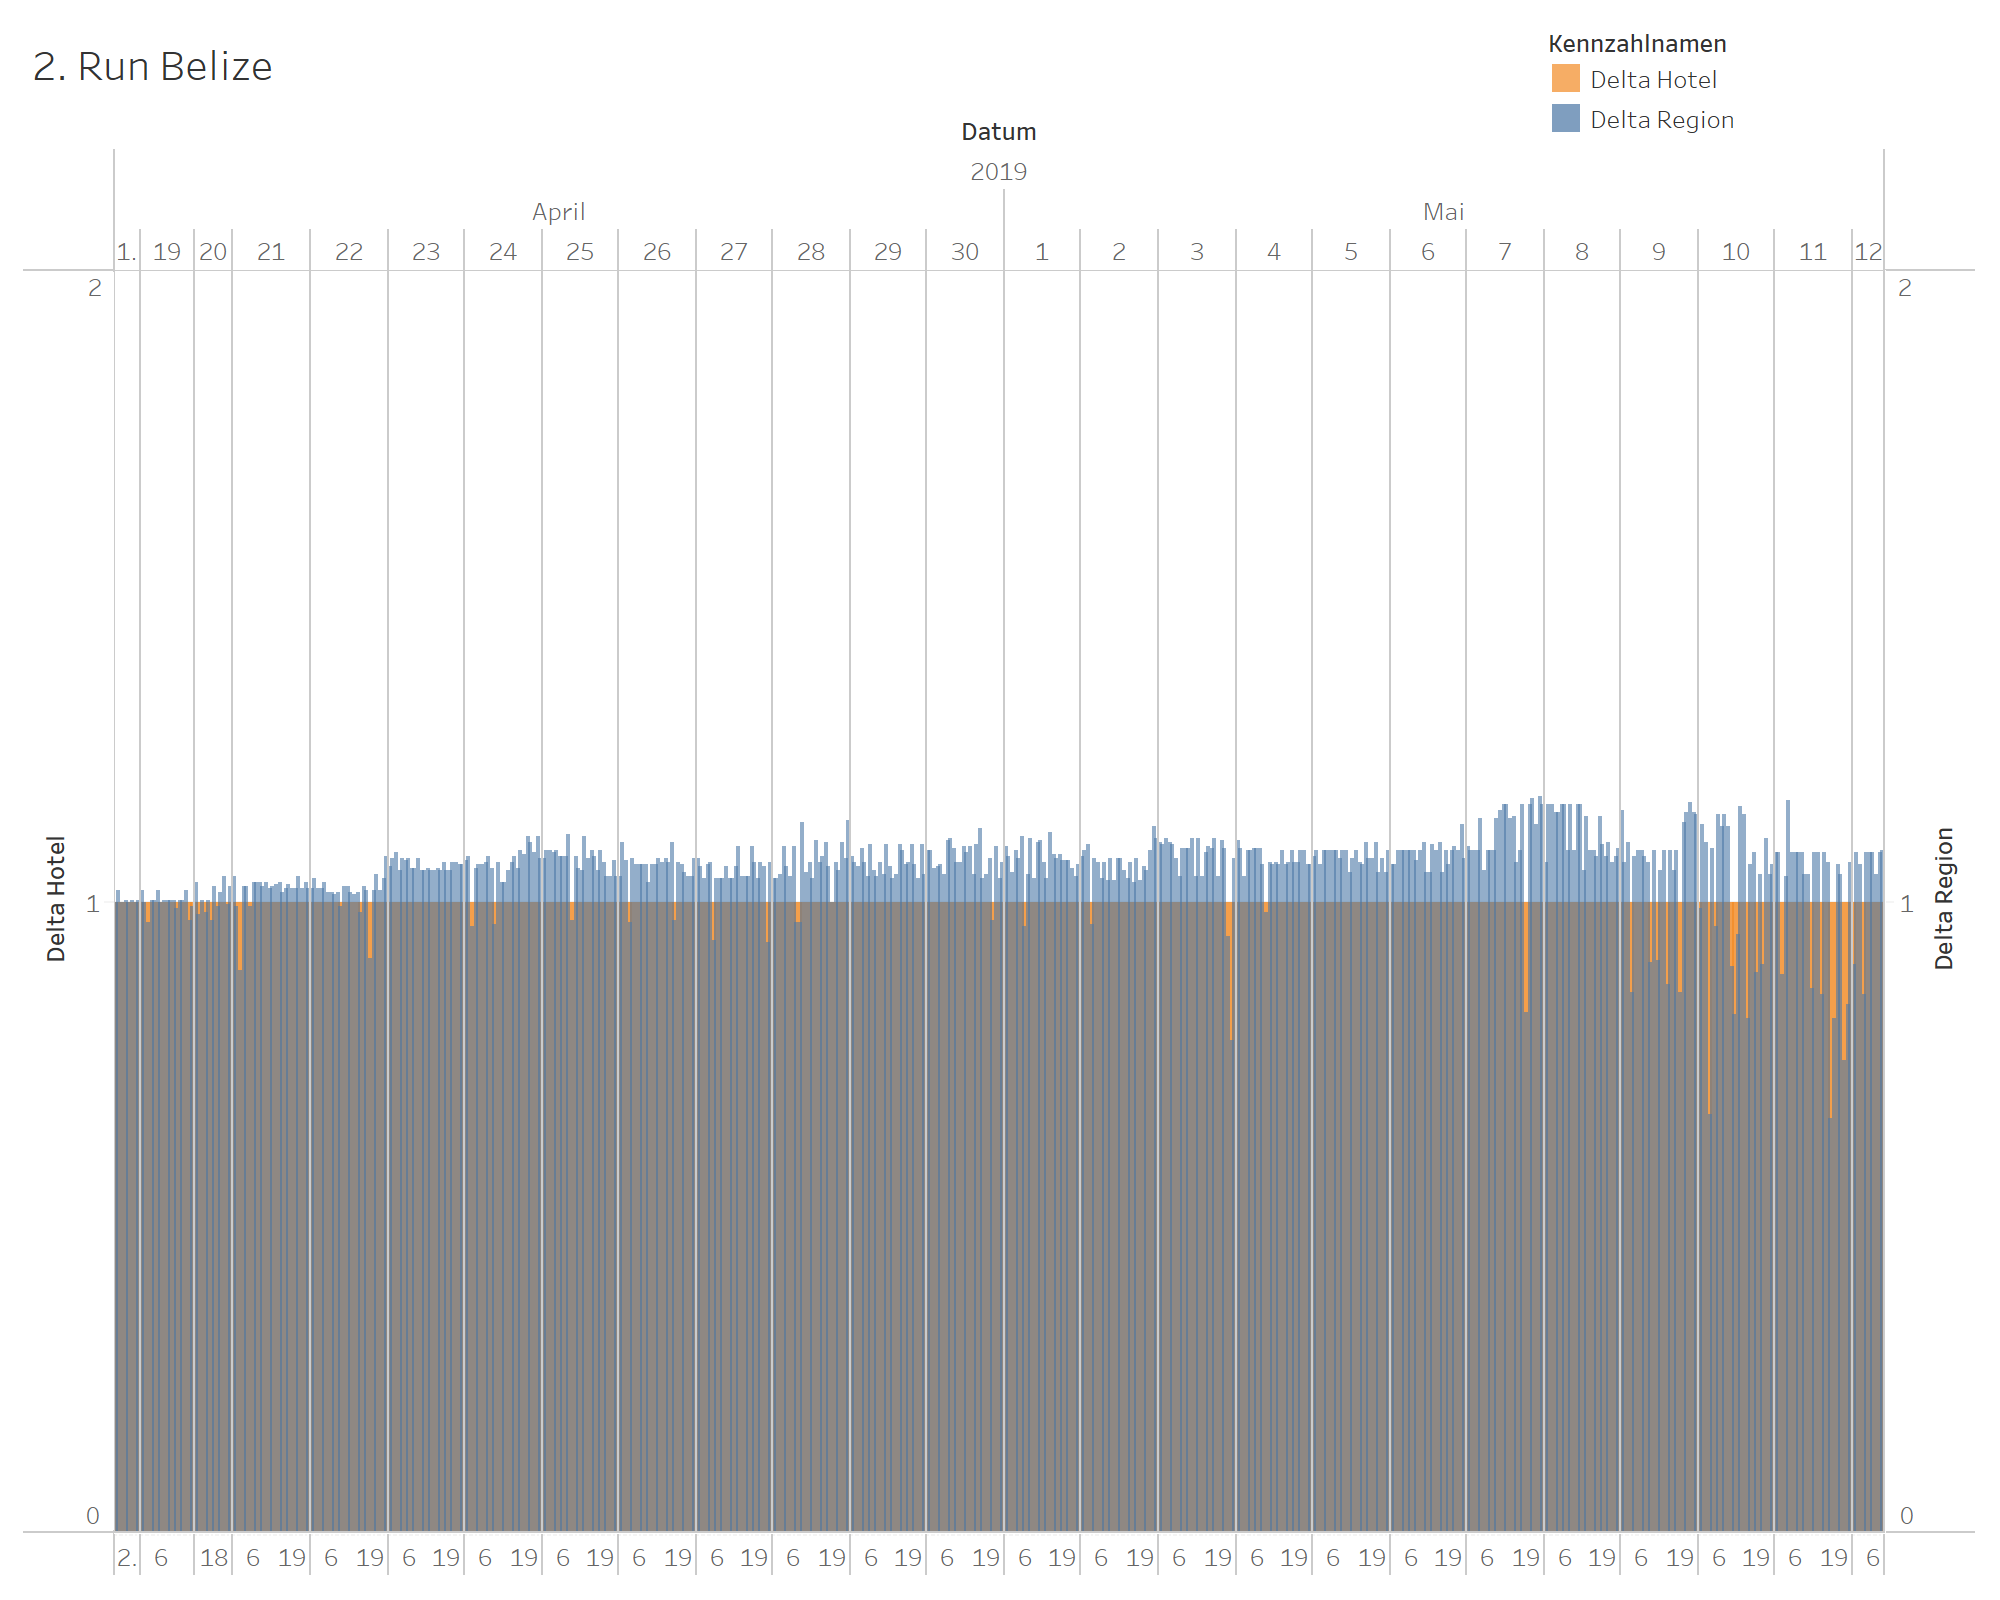 2. Run Belize
Kennzahlnamen
Delta Hotel
Delta Region
Datum
2019
April Mai
1. 19 20 21 22 23 24 25 26 27 28 29 30 1 2 3 4 5 6 7 8 9 10 11 12
2 2
Delta Hotel
1 1
Delta Region
0 0
2. 6 18 6 19 6 19 6 19 6 19 6 19 6 19 6 19 6 19 6 19 6 19 6 19 6 19 6 19 6 19 6 19 6 19 6 19 6 19 6 19 6 19 6 19 6 19 6